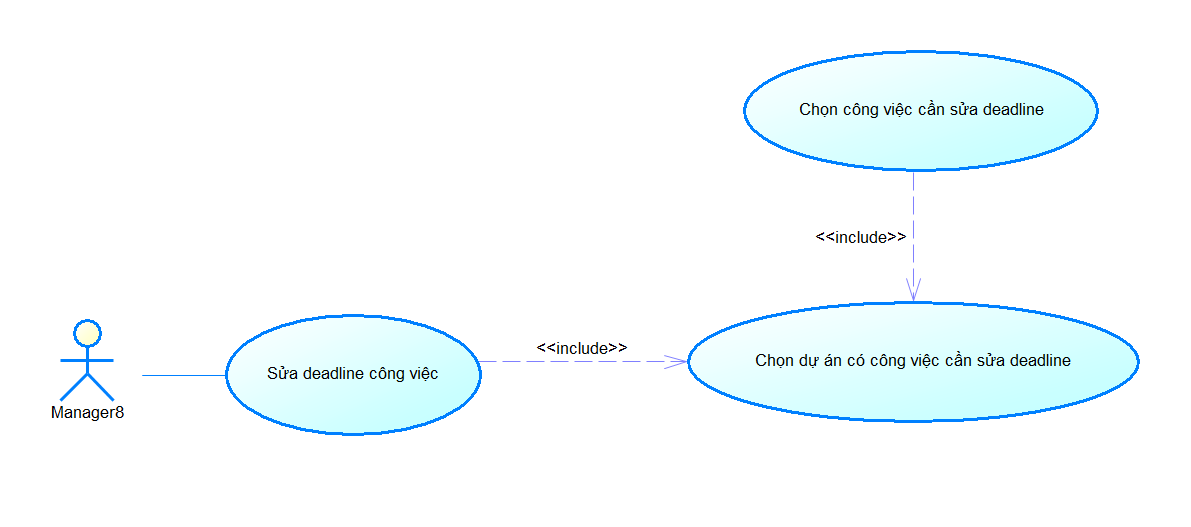 Chọn công việc cần sửa deadline
<<include>>
Sửa deadline công việc
<<include>>
Chọn dự án có công việc cần sửa deadline
Manager8